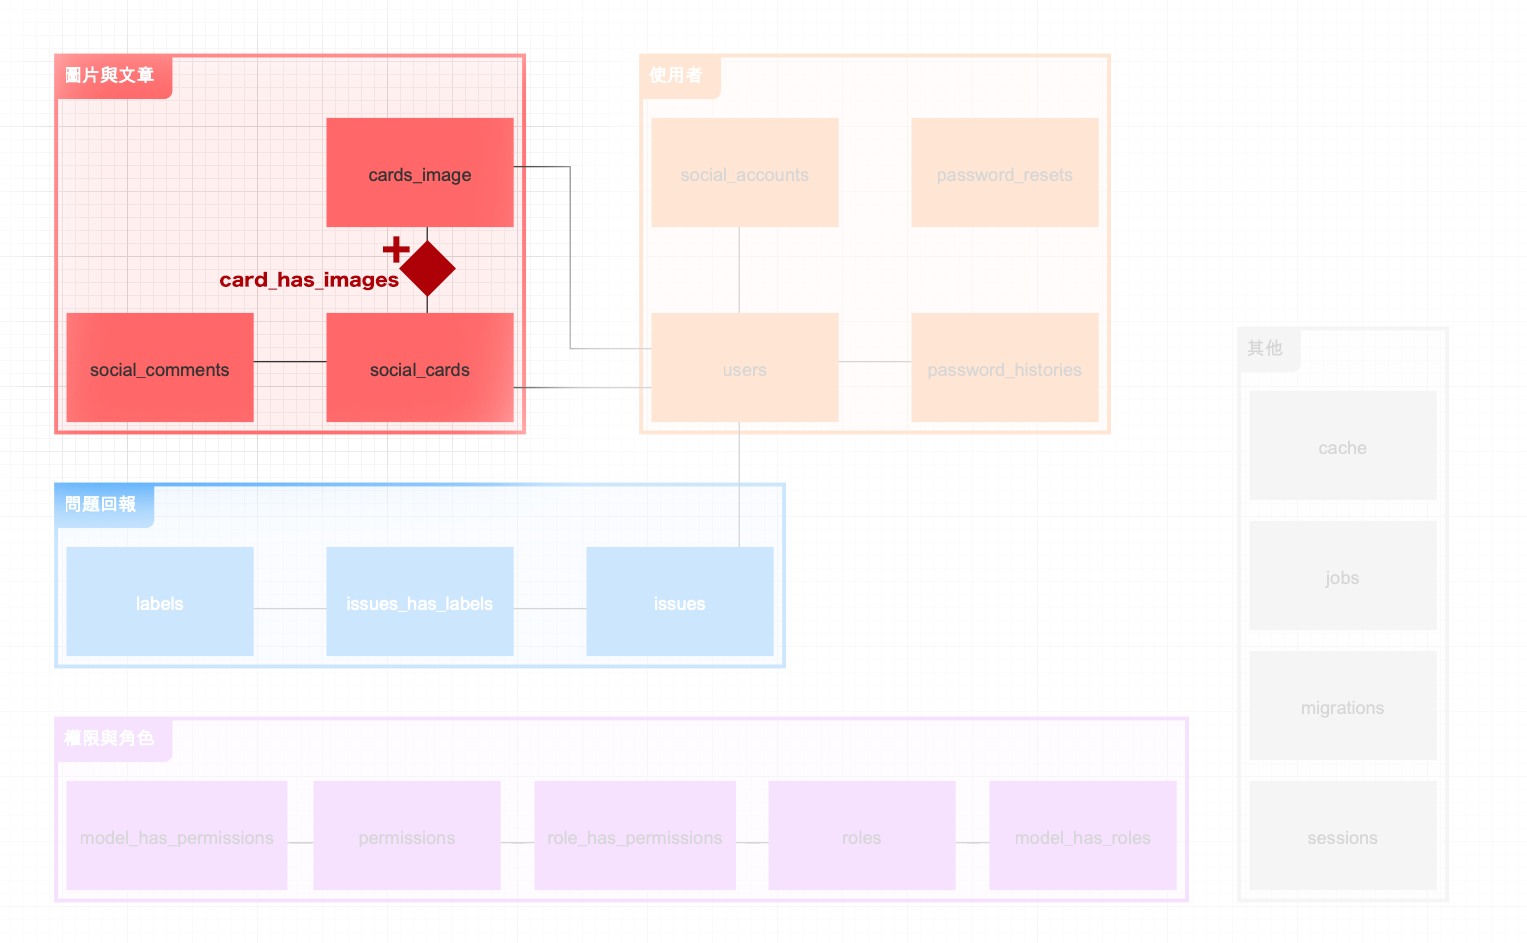 圖片與文章
cards_image
card_has_images
social_comments
social_cards
使用者
social_accounts
password_resets
users
password_histories
問題回報
labels
issues_has_labels
issues
權限與角色
model_has_permissions
permissions
role_has_permissions
roles
model_has_roles
其他
cache
jobs
migrations
sessions